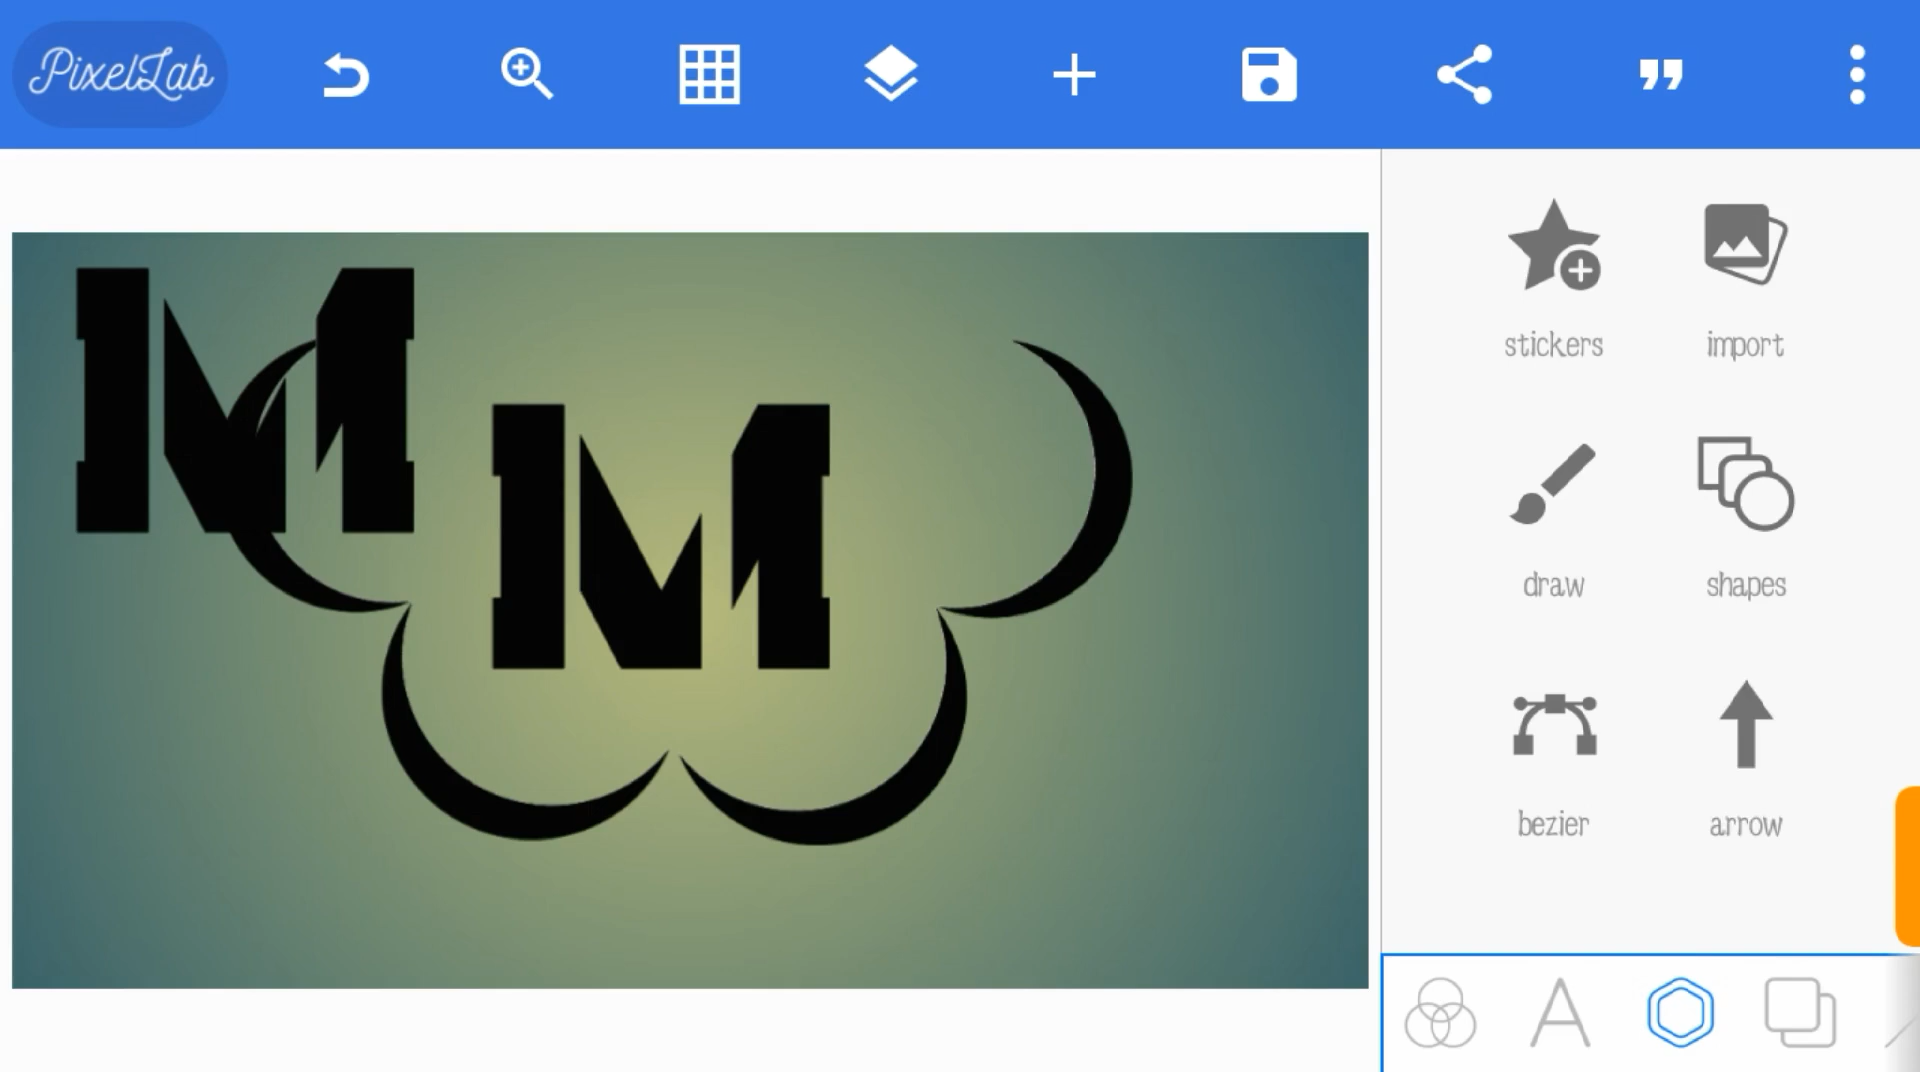 PixelLab
stickers
import
M
M
draw
shapes
bezier
arrow